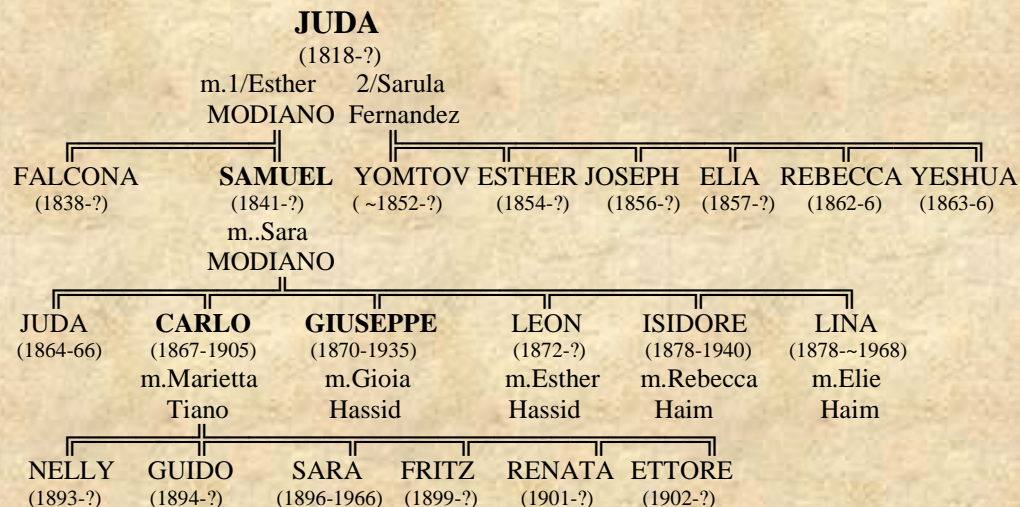 JUDA
(1818-?)
m.1/Esther 2/Sarula
MODIANO Fernandez
FALCONA SAMUEL YOMTOV ESTHER JOSEPH ELIA REBECCA YESHUA
(1838-?) (1841-?) ( ~1852-?) (1854-?) (1856-?) (1857-?) (1862-6) (1863-6)
m..Sara
MODIANO
JUDA CARLO GIUSEPPE LEON ISIDORE LINA
(1864-66) (1867-1905) (1870-1935) (1872-?) (1878-1940) (1878-~1968)
m.Marietta m.Gioia m.Esther m.Rebecca m.Elie
Tiano Hassid Hassid Haim Haim
NELLY GUIDO SARA FRITZ RENATA ETTORE
(1893-?) (1894-?) (1896-1966) (1899-?) (1901-?) (1902-?)